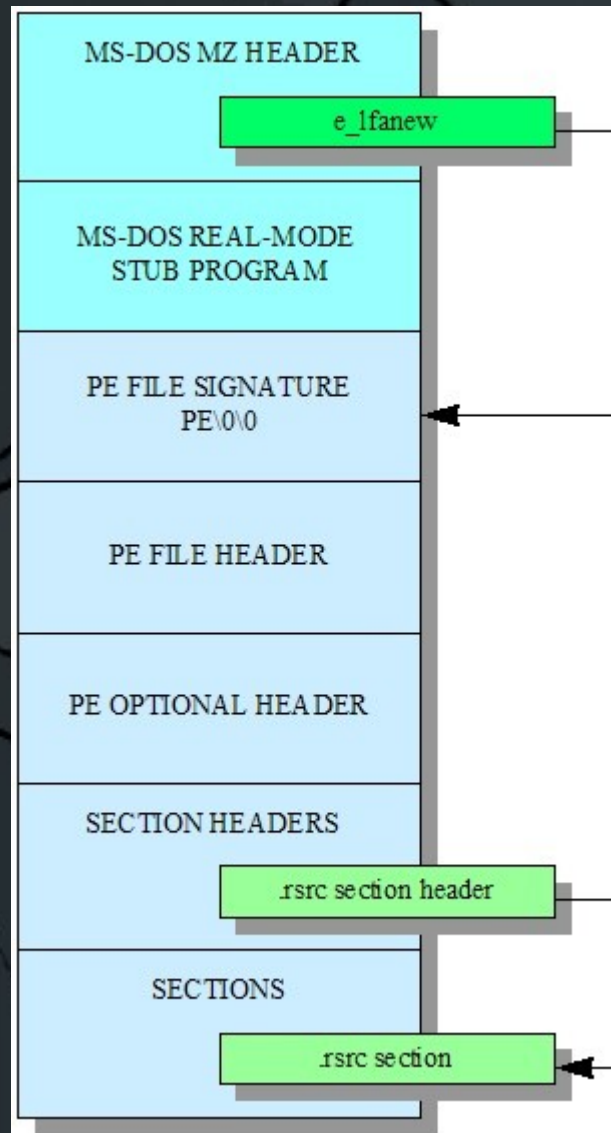 MS-DOS MZ HEADER
e_lfanew
MS-DOS REAL-MODE
STUB PROGRAM
PE FILE SIGNATURE
PE\0\0
PE FILE HEADER
PE OPTIONAL HEADER
SECTION HEADERS
.rsrc section header
SECTIONS
.rsrc section